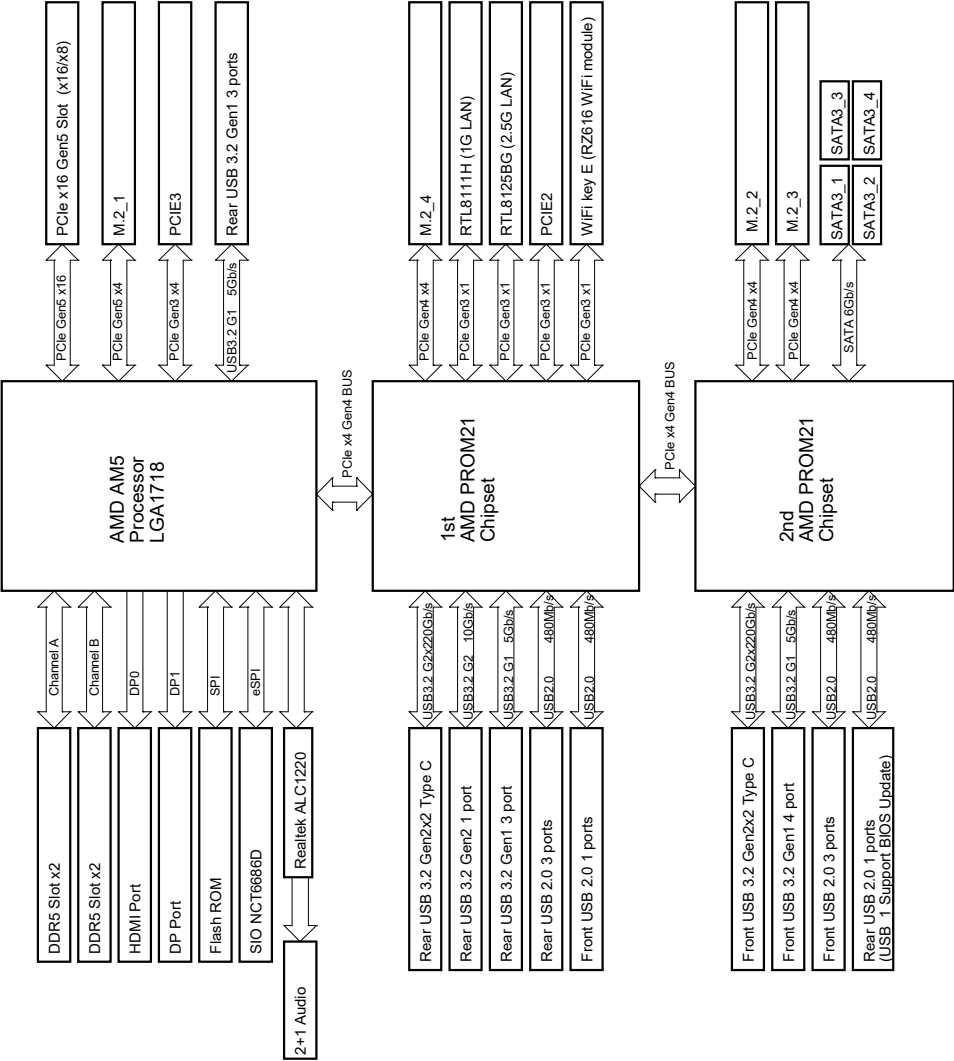 PCIe x16 Gen5 Slot (x16/x8)
M.2_1
PCIE3
Rear USB 3.2 Gen1 3 ports
PCIe Gen5 x16
PCIe Gen5 x4
PCIe Gen3 x4
USB3.2 G1 5Gb/s
AMD AM5
Processor
LGA1718
Channel A
Channel B
DP0
DP1
SPI
eSPI
DDR5 Slot x2
DDR5 Slot x2
HDMI Port
DP Port
Flash ROM
SIO NCT6686D
Realtek ALC1220
2+1 Audio
PCIe x4 Gen4 BUS
M.2_4
RTL8111H (1G LAN)
RTL8125BG (2.5G LAN)
PCIE2
WiFi key E (RZ616 WiFi module)
PCIe Gen4 x4
PCIe Gen3 x1
PCIe Gen3 x1
PCIe Gen3 x1
PCIe Gen3 x1
1st
AMD PROM21
Chipset
USB3.2 G2x220Gb/s
USB3.2 G2 10Gb/s
USB3.2 G1 5Gb/s
USB2.0 480Mb/s
USB2.0 480Mb/s
Rear USB 3.2 Gen2x2 Type C
Rear USB 3.2 Gen2 1 port
Rear USB 3.2 Gen1 3 port
Rear USB 2.0 3 ports
Front USB 2.0 1 ports
PCIe x4 Gen4 BUS
M.2_2
M.2_3
SATA3_1
SATA3_3
SATA3_2
SATA3_4
PCIe Gen4 x4
PCIe Gen4 x4
SATA 6Gb/s
2nd
AMD PROM21
Chipset
USB3.2 G2x220Gb/s
USB3.2 G1 5Gb/s
USB2.0 480Mb/s
USB2.0 480Mb/s
Front USB 3.2 Gen2x2 Type C
Front USB 3.2 Gen1 4 port
Front USB 2.0 3 ports
Rear USB 2.0 1 ports
(USB 1 Support BIOS Update)